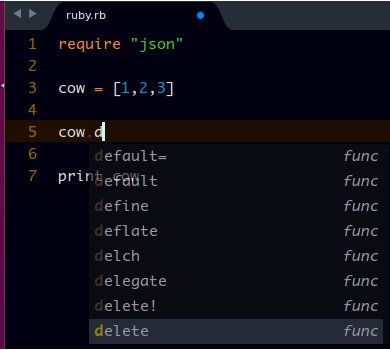 ruby.rb
1 require "json"
2
3 cow = [1,2,3]
4
5 cow.d
6
7 print cow
default= func
default func
define func
deflate func
delch func
delegate func
delete! func
delete func